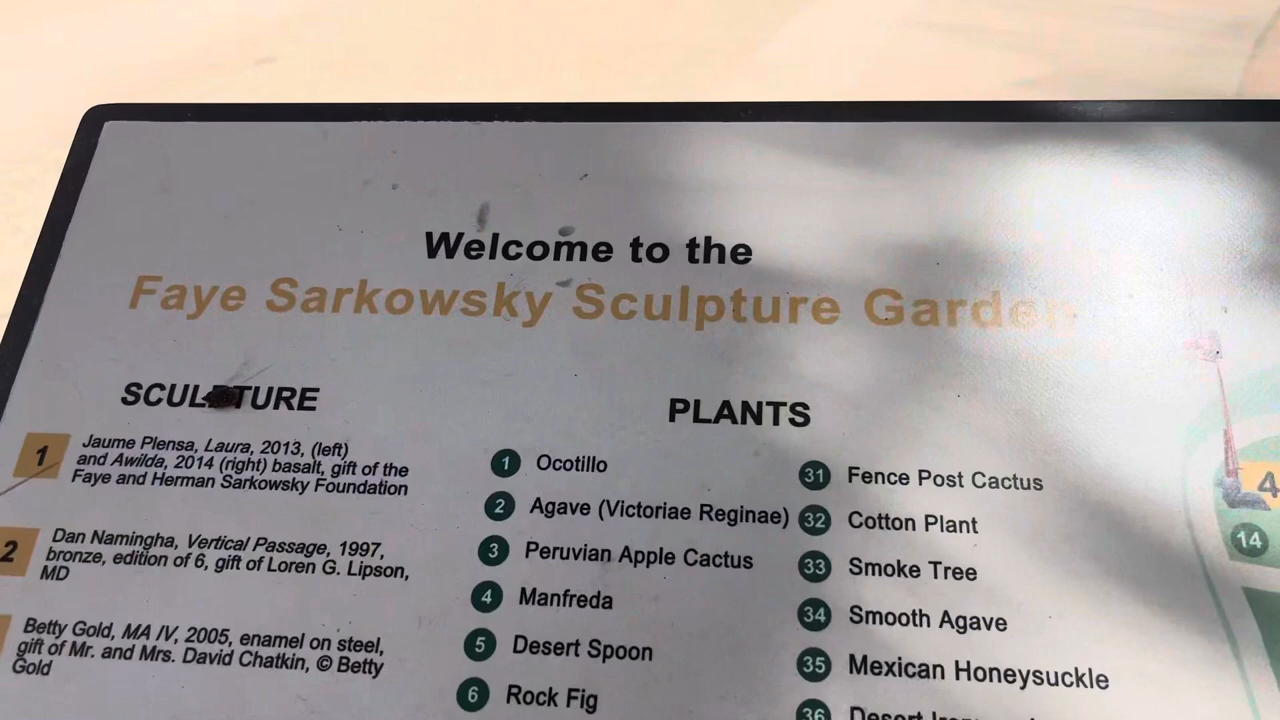 Welcome to the
Faye Sarkowsky Sculpture Garden
SCULPTURE
1
Jaume Plensa, Laura, 2013, (left)
and Awilda, 2014 (right) basalt, gift of the
Faye and Herman Sarkowsky Foundation
2
Dan Namingha, Vertical Passage, 1997,
bronze, edition of 6, gift of Loren G. Lipson,
MD
Betty Gold, MA IV, 2005, enamel on steel,
gift of Mr. and Mrs. David Chatkin, © Betty
Gold
PLANTS
1 Ocotillo
2 Agave (Victoriae Reginae)
3 Peruvian Apple Cactus
4 Manfreda
5 Desert Spoon
6 Rock Fig
31 Fence Post Cactus
32 Cotton Plant
33 Smoke Tree
34 Smooth Agave
35 Mexican Honeysuckle
36 Desert
4
14